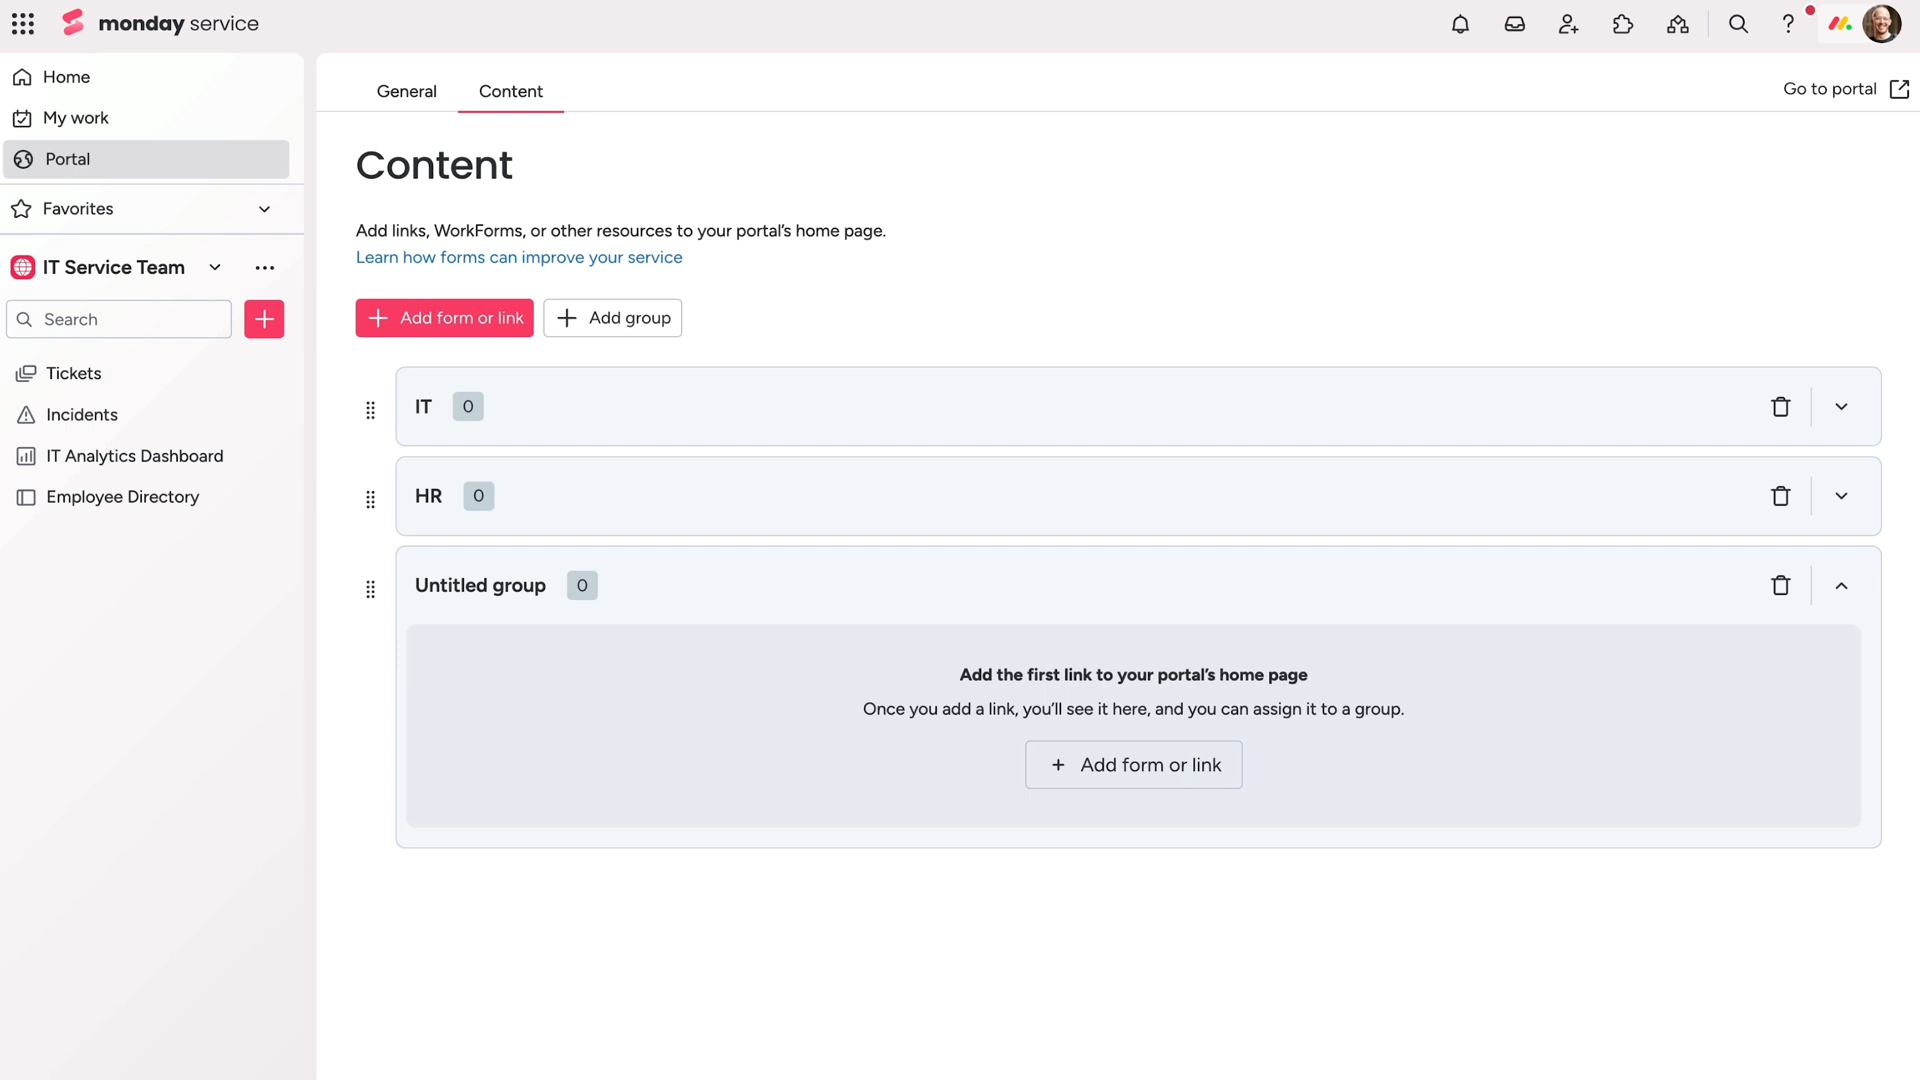 monday service
Home
My work
Portal
Favorites
IT Service Team
Search
Tickets
Incidents
IT Analytics Dashboard
Employee Directory
General
Content
Go to portal
Content
Add links, WorkForms, or other resources to your portal’s home page.
Learn how forms can improve your service
Add form or link
Add group
IT 0
HR 0
Untitled group 0
Add the first link to your portal’s home page
Once you add a link, you’ll see it here, and you can assign it to a group.
+ Add form or link